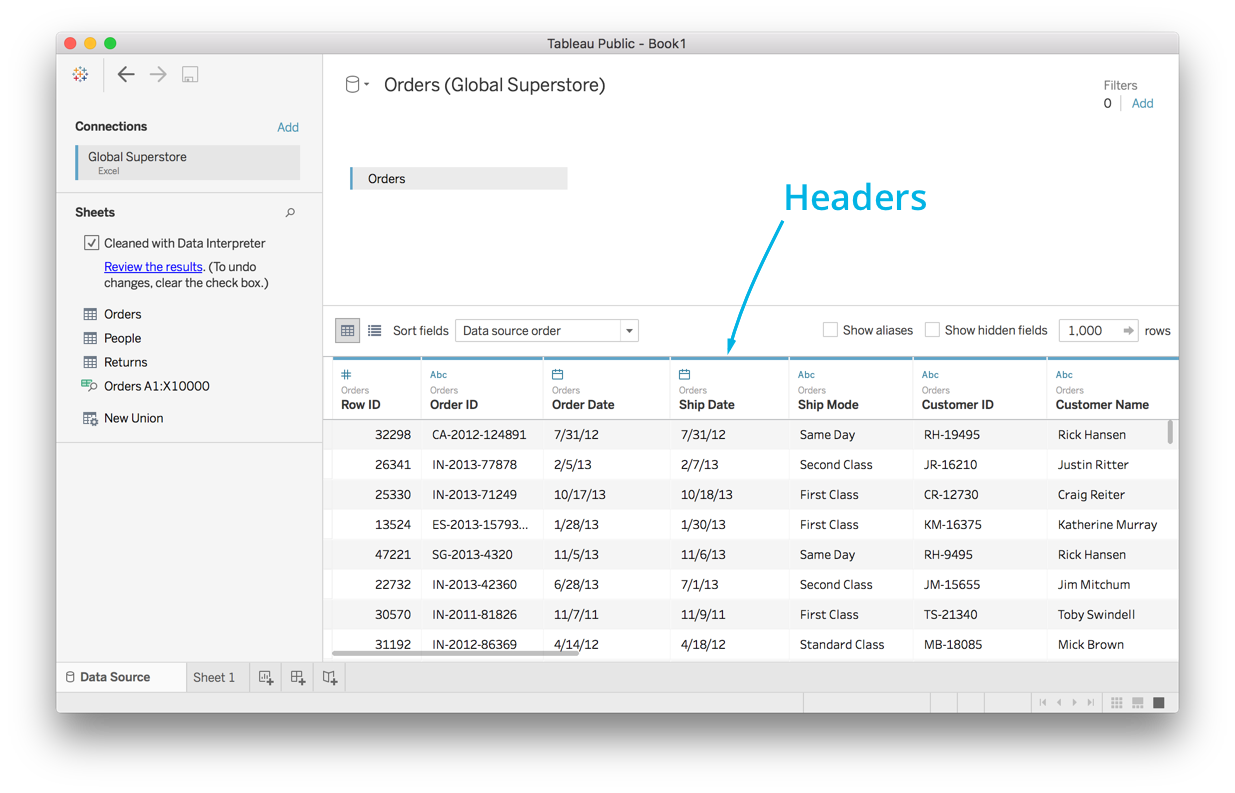 Tableau Public - Book1
Orders (Global Superstore)
Filters
0 Add
Connections Add
Global Superstore
Excel
Orders
Headers
Sheets
Cleaned with Data Interpreter
Review the results. (To undo
changes, clear the check box.)
Orders
People
Returns
Orders A1:X10000
New Union
Sort fields Data source order Show aliases Show hidden fields 1,000 rows
# Abc Abc Abc Abc
Orders Orders Orders Orders Orders Orders Orders
Row ID Order ID Order Date Ship Date Ship Mode Customer ID Customer Name
32298 CA-2012-124891 7/31/12 7/31/12 Same Day RH-19495 Rick Hansen
26341 IN-2013-77878 2/5/13 2/7/13 Second Class JR-16210 Justin Ritter
25330 IN-2013-71249 10/17/13 10/18/13 First Class CR-12730 Craig Reiter
13524 ES-2013-15793... 1/28/13 1/30/13 First Class KM-16375 Katherine Murray
47221 SG-2013-4320 11/5/13 11/6/13 Same Day RH-9495 Rick Hansen
22732 IN-2013-42360 6/28/13 7/1/13 Second Class JM-15655 Jim Mitchum
30570 IN-2011-81826 11/7/11 11/9/11 First Class TS-21340 Toby Swindell
31192 IN-2012-86369 4/14/12 4/18/12 Standard Class MB-18085 Mick Brown
Data Source Sheet 1